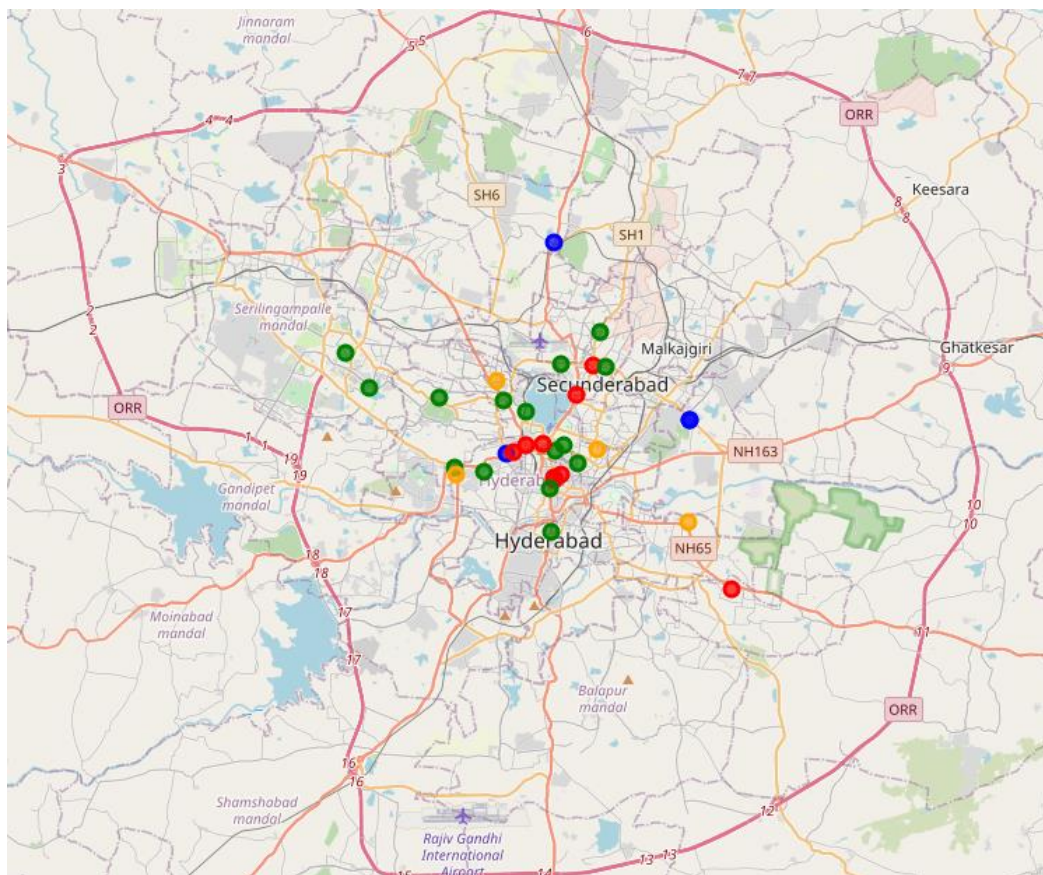 Jinnaram
mandal
6
5
5
7
7
4
4
ORR
3
SH6
Keesara
8
8
SH1
2
2
Serilingampalle
mandal
Malkajgiri
Ghatkesar
9
Secunderabad
ORR
1
1
19
19
NH163
Gandipet
mandal
10
10
Hyderabad
NH65
18
18
17
Moinabad
mandal
11
17
Balapur
mandal
ORR
16
16
Shamshabad
mandal
12
Rajiv Gandhi
International
Airport
13
13
14
15